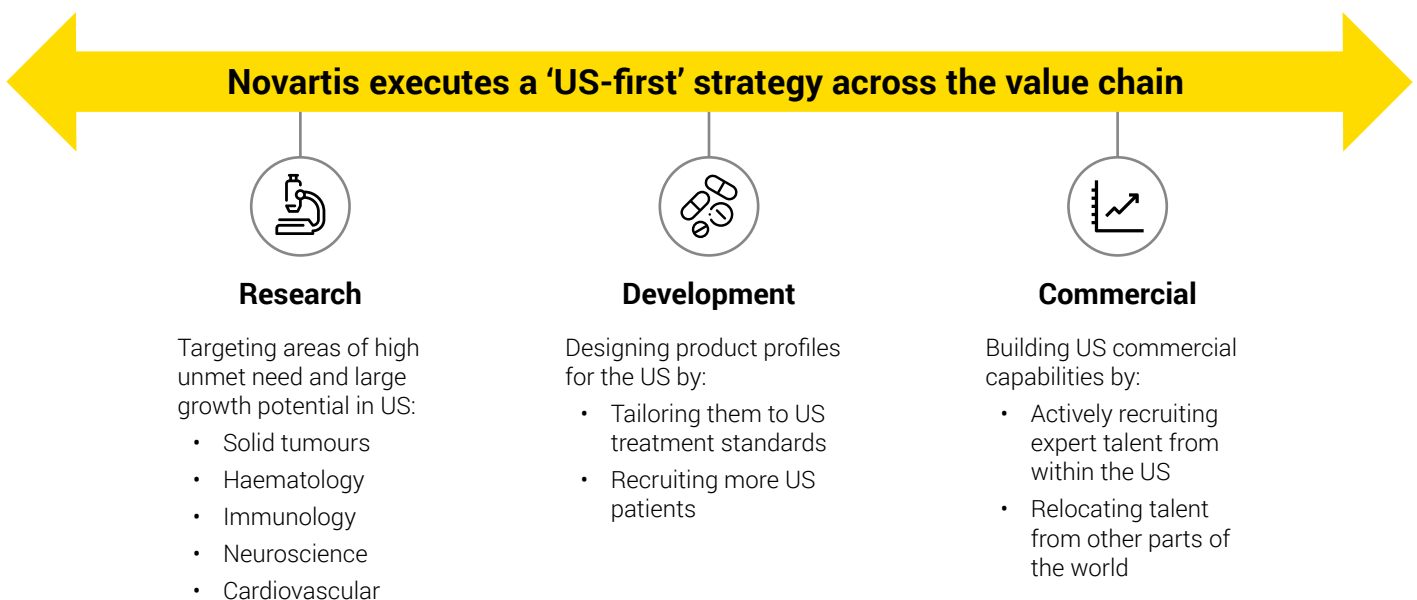 Novartis executes a ‘US-first’ strategy across the value chain
Research
Targeting areas of high
unmet need and large
growth potential in US:
• Solid tumours
• Haematology
• Immunology
• Neuroscience
• Cardiovascular
Development
Designing product profiles
for the US by:
• Tailoring them to US
treatment standards
• Recruiting more US
patients
Commercial
Building US commercial
capabilities by:
• Actively recruiting
expert talent from
within the US
• Relocating talent
from other parts of
the world